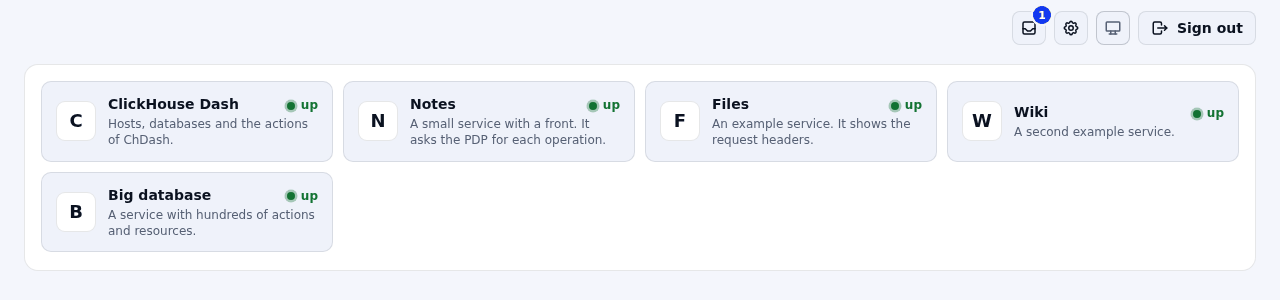 1
Sign out
C
ClickHouse Dash
up
Hosts, databases and the actions
of ChDash.
N
Notes
up
A small service with a front. It
asks the PDP for each operation.
F
Files
up
An example service. It shows the
request headers.
W
Wiki
up
A second example service.
B
Big database
up
A service with hundreds of actions
and resources.